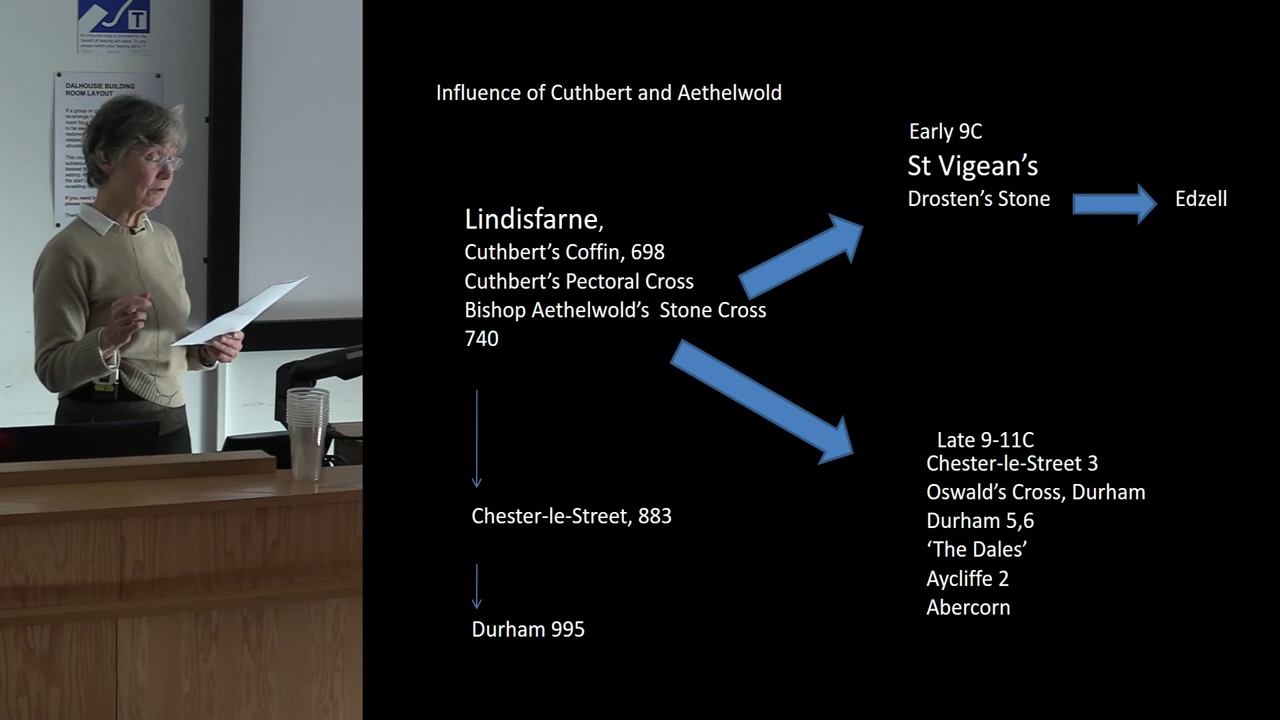 T
DALHOUSIE BUILDING
ROOM LAYOUT
Influence of Cuthbert and Aethelwold
Early 9C
St Vigean’s
Drosten’s Stone
Edzell
Lindisfarne,
Cuthbert’s Coffin, 698
Cuthbert’s Pectoral Cross
Bishop Aethelwold’s Stone Cross
740
Late 9-11C
Chester-le-Street 3
Oswald’s Cross, Durham
Durham 5,6
‘The Dales’
Aycliffe 2
Abercorn
Chester-le-Street, 883
Durham 995